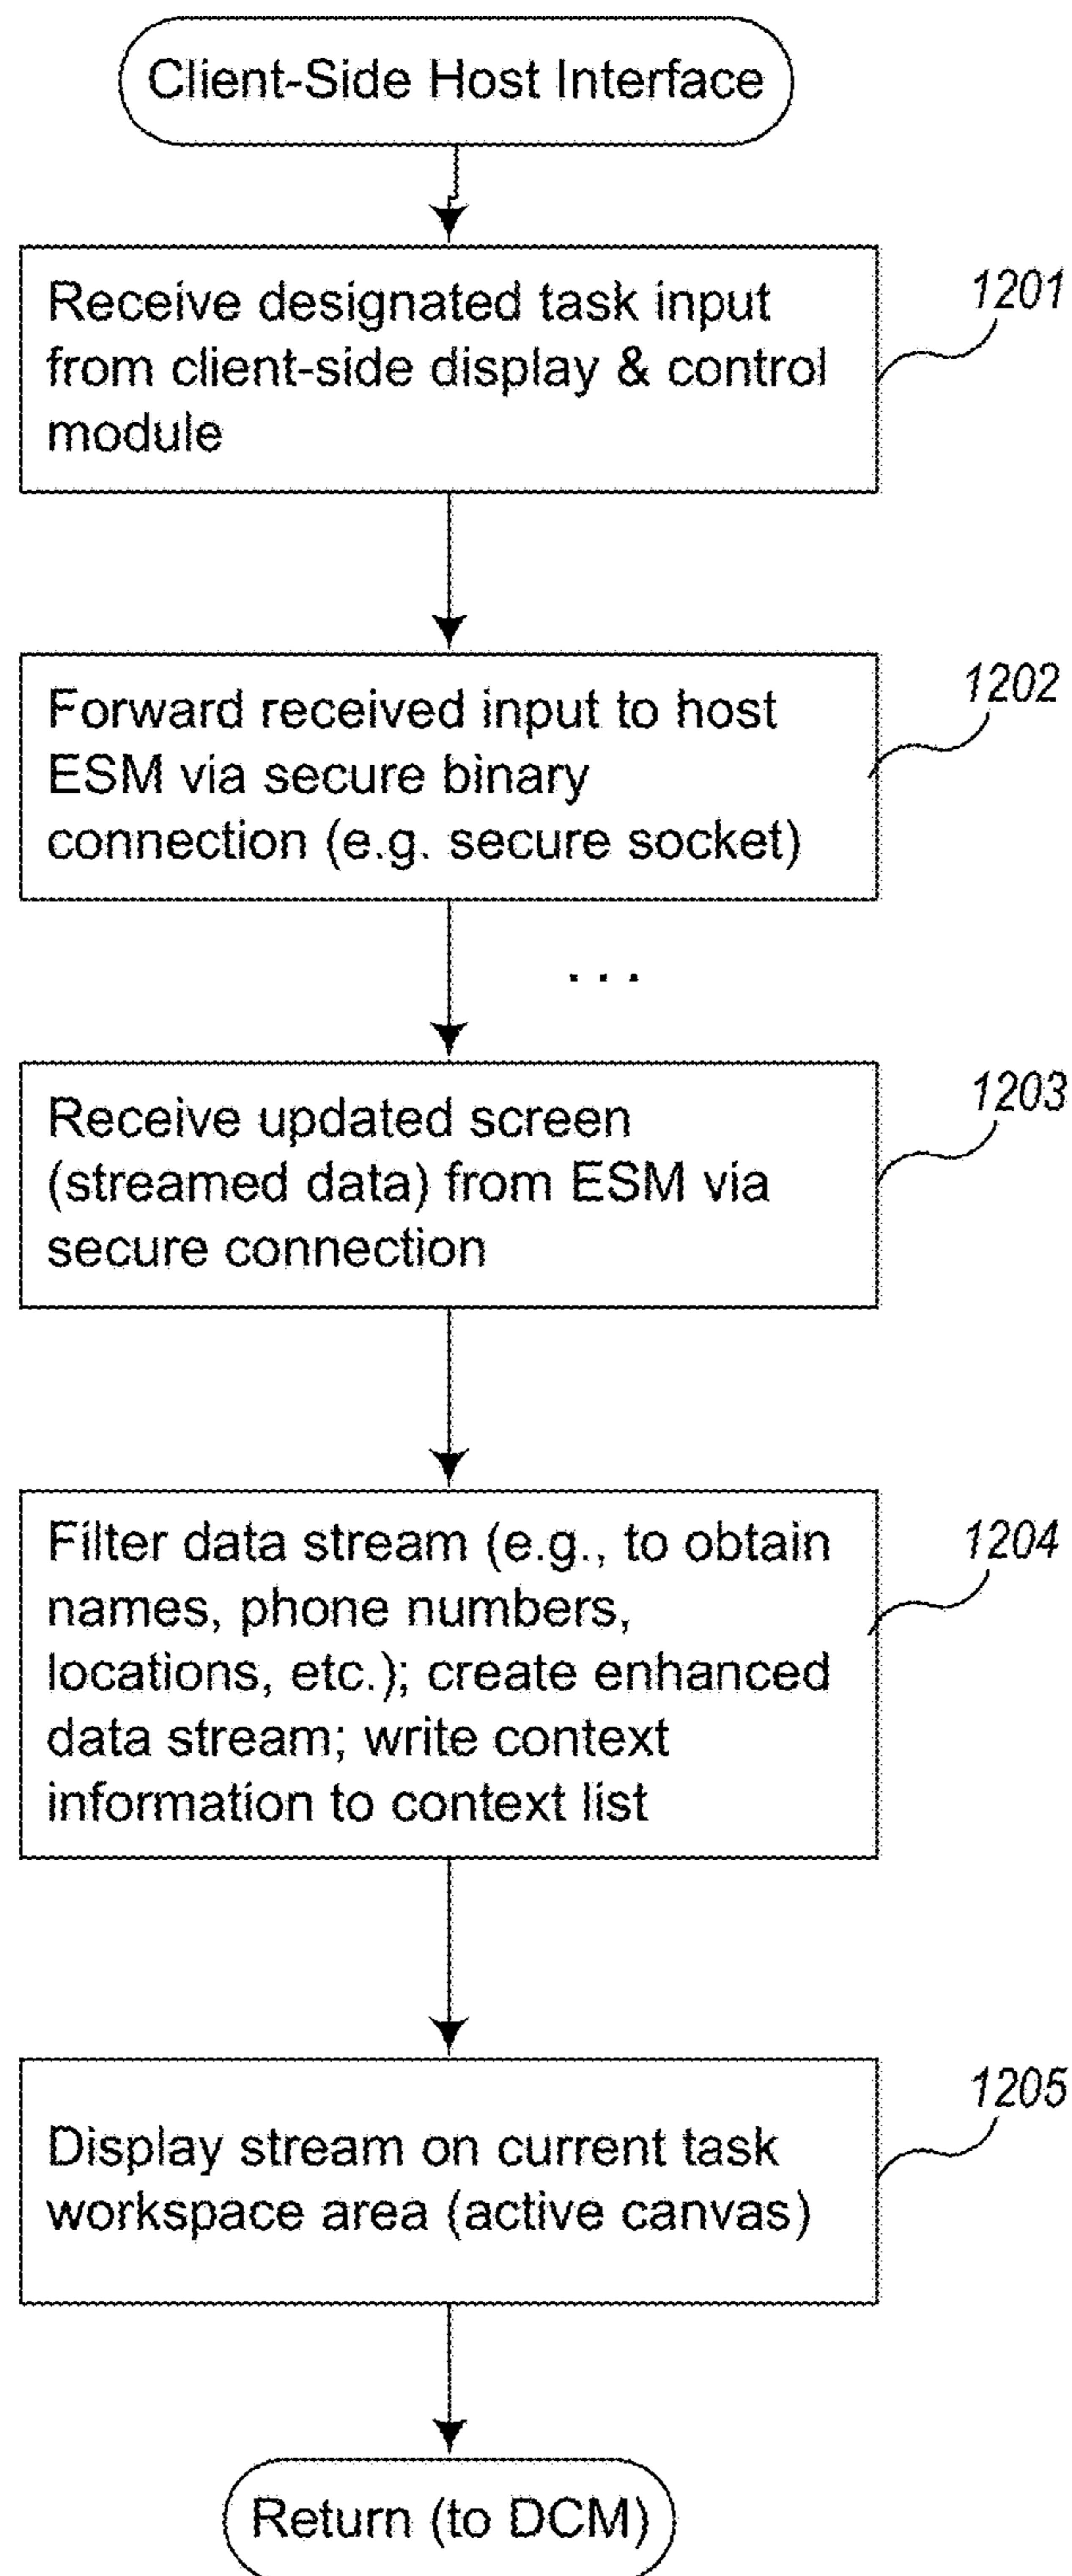 Client-Side Host Interface
Receive designated task input
from client-side display & control
module
1201
Forward received input to host
ESM via secure binary
connection (e.g. secure socket)
1202
. . .
Receive updated screen
(streamed data) from ESM via
secure connection
1203
Filter data stream (e.g., to obtain
names, phone numbers,
locations, etc.); create enhanced
data stream; write context
information to context list
1204
Display stream on current task
workspace area (active canvas)
1205
Return (to DCM)